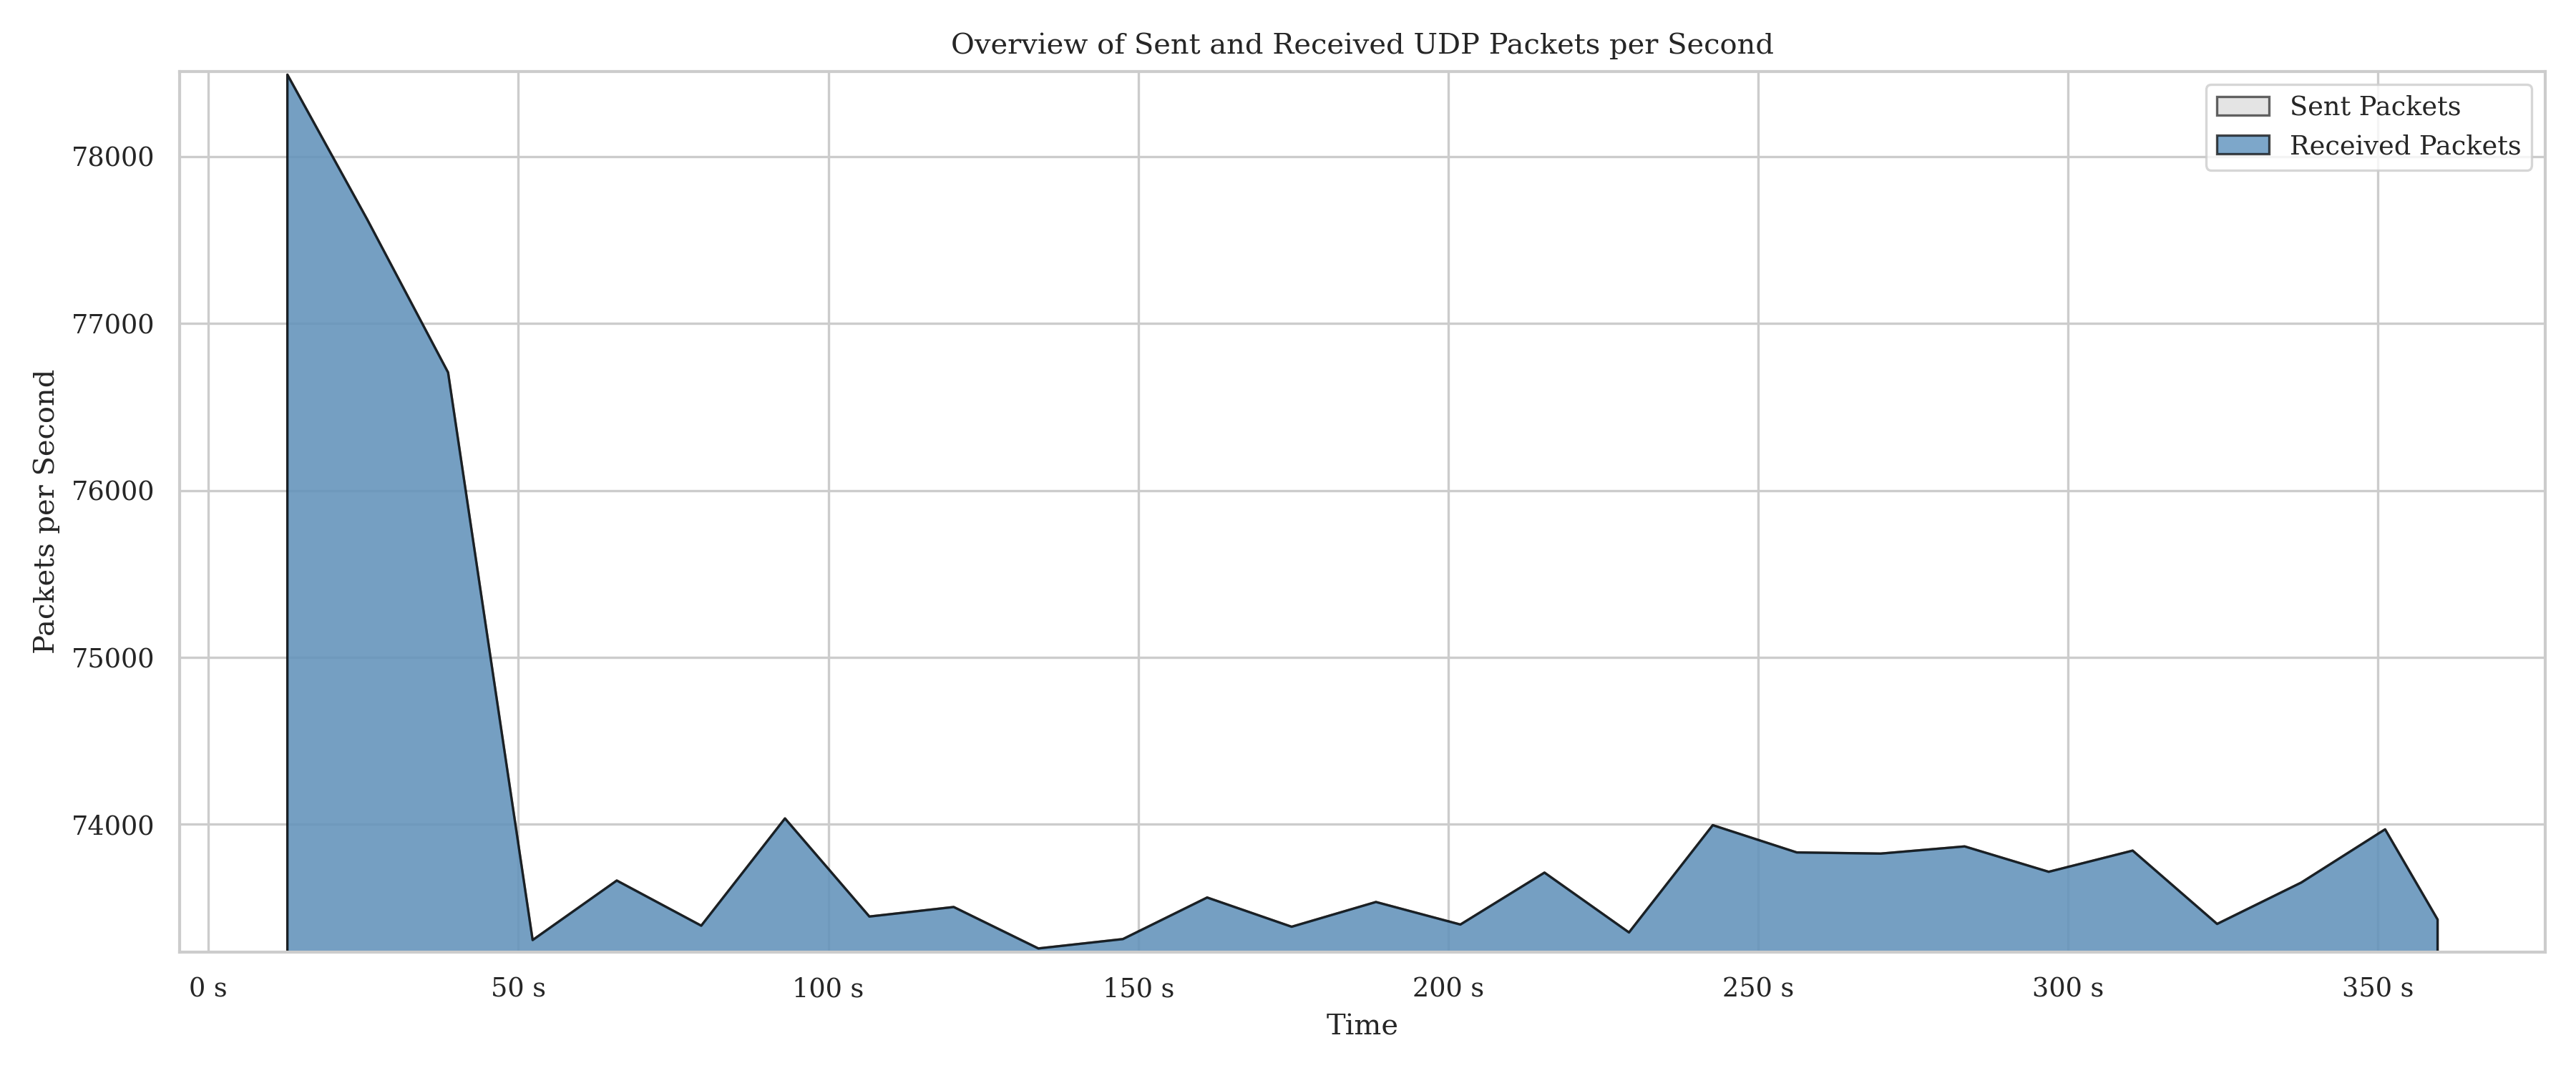 Overview of Sent and Received UDP Packets per Second
Sent Packets
Received Packets
Packets per Second
78000
77000
76000
75000
74000
0 s
50 s
100 s
150 s
200 s
250 s
300 s
350 s
Time